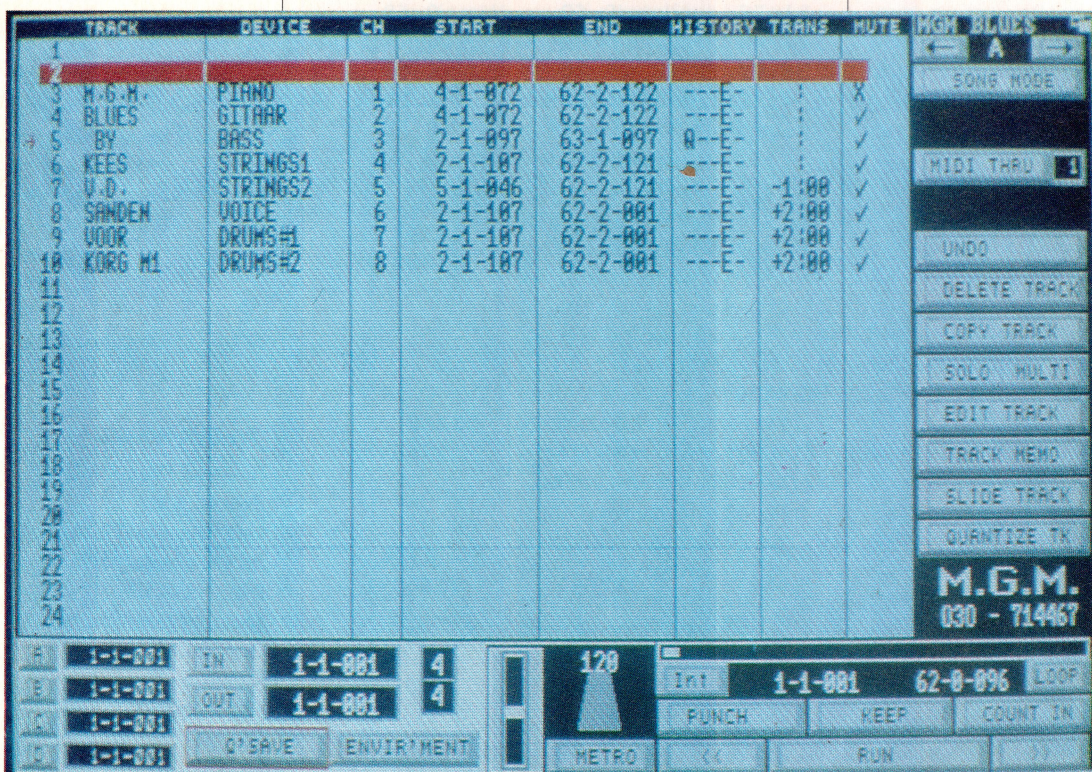 TRACK DEVICE CH START END HISTORY TRANS MUTE MGM BLUES
← A →
1
2
3 M.G.M. PIANO 1 4-1-072 62-2-122 ---E- : X
4 BLUES GITAAR 2 4-1-072 62-2-122 ---E- : ✓
→ 5 BY BASS 3 2-1-097 63-1-097 Q--E- : ✓
6 KEES STRINGS1 4 2-1-107 62-2-121 ---E- : ✓
7 V.D. STRINGS2 5 5-1-046 62-2-121 ---E- -1:00 ✓
8 SANDEN VOICE 6 2-1-107 62-2-001 ---E- +2:00 ✓
9 VOOR DRUMS#1 7 2-1-107 62-2-001 ---E- +2:00 ✓
10 KORG M1 DRUMS#2 8 2-1-107 62-2-001 ---E- +2:00 ✓
11
12
13
14
15
16
17
18
19
20
21
22
23
24
SONG MODE
MIDI THRU 1
UNDO
DELETE TRACK
COPY TRACK
SOLO MULTI
EDIT TRACK
TRACK MEMO
SLIDE TRACK
QUANTIZE TK
M.G.M.
030 - 714467
A 1-1-001
B 1-1-001
C 1-1-001
D 1-1-001
IN 1-1-001 4
OUT 1-1-001 4
Q'SAVE ENVIR'MENT
120
METRO
Int 1-1-001 62-0-096 LOOP
PUNCH KEEP COUNT IN
<< RUN